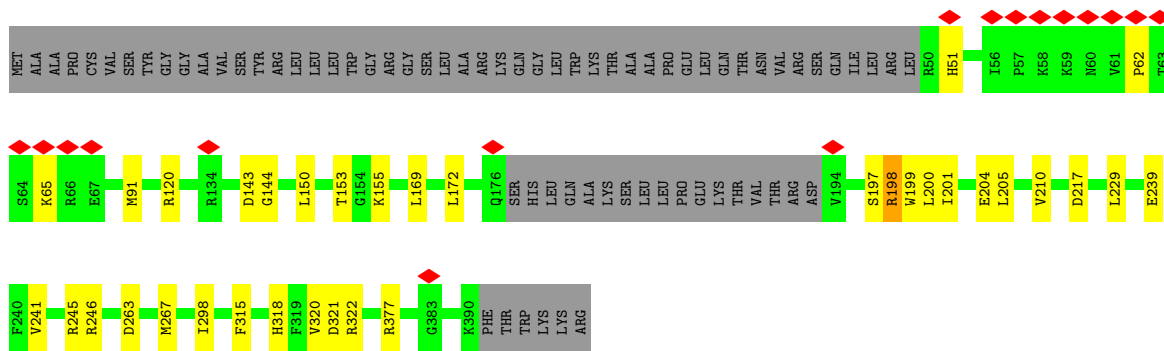 MET ALA ALA PRO CYS VAL SER TYR GLY GLY ALA VAL SER TYR ARG LEU LEU LEU TRP GLY ARG GLY SER LEU ALA ARG LYS GLN GLY LEU TRP LYS THR ALA ALA PRO GLU LEU GLN THR ASN VAL ARG SER GLN ILE LEU ARG LEU R50 H51 I56 P57 K58 K59 N60 V61 P62 T63
S64 K65 R66 E67 M91 R120 R134 D143 G144 L150 T153 G154 K155 L169 L172 Q176 SER HIS LEU GLN ALA LYS SER LEU LEU PRO GLU LYS THR VAL THR ARG ASP V194 S197 R198 W199 L200 I201 E204 L205 V210 D217 L229 E239
F240 V241 R245 R246 D263 M267 I298 F315 H318 F319 V320 D321 R322 R377 G383 K390 PHE THR TRP LYS LYS ARG